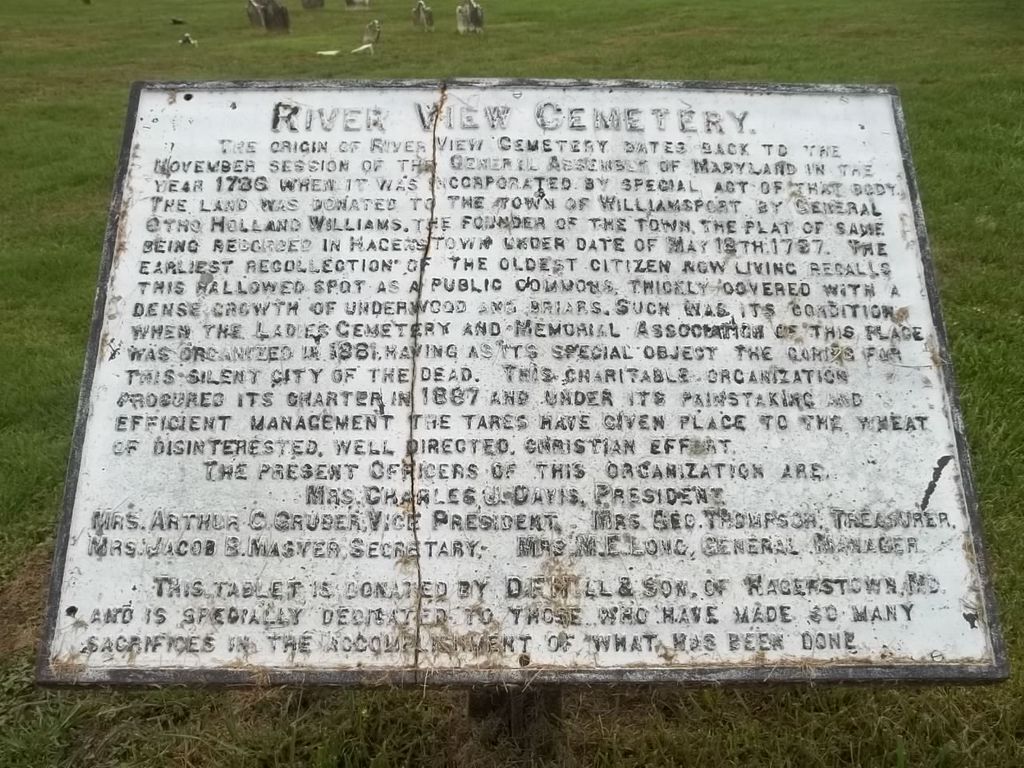 RIVER VIEW CEMETERY.
THE ORIGIN OF RIVER VIEW CEMETERY DATES BACK TO THE
NOVEMBER SESSION OF THE GENERAL ASSEMBLY OF MARYLAND IN THE
YEAR 1786 WHEN IT WAS INCORPORATED BY SPECIAL ACT OF THAT BODY.
THE LAND WAS DONATED TO THE TOWN OF WILLIAMSPORT BY GENERAL
OTHO HOLLAND WILLIAMS, THE FOUNDER OF THE TOWN, THE PLAT OF SAME
BEING RECORDED IN HAGERSTOWN UNDER DATE OF MAY 18TH. 1787. THE
EARLIEST RECOLLECTION OF THE OLDEST CITIZEN NOW LIVING RECALLS
THIS HALLOWED SPOT AS A PUBLIC COMMONS, THICKLY COVERED WITH A
DENSE GROWTH OF UNDERWOOD AND BRIARS. SUCH WAS ITS CONDITION
WHEN THE LADIES CEMETERY AND MEMORIAL ASSOCIATION OF THIS PLACE
WAS ORGANIZED IN 1881, HAVING AS ITS SPECIAL OBJECT THE CARING FOR
THIS SILENT CITY OF THE DEAD. THIS CHARITABLE ORGANIZATION
PROCURED ITS CHARTER IN 1887 AND UNDER ITS PAINSTAKING AND
EFFICIENT MANAGEMENT THE TARES HAVE GIVEN PLACE TO THE WHEAT
OF DISINTERESTED, WELL DIRECTED, CHRISTIAN EFFORT.
THE PRESENT OFFICERS OF THIS ORGANIZATION ARE,
MRS. CHARLES J. DAVIS, PRESIDENT
MRS. ARTHUR C. GRUBER, VICE PRESIDENT, MRS. GEO. THOMPSON, TREASURER,
MRS. JACOB B. MASTER, SECRETARY, MRS. M. E. LONG, GENERAL MANAGER
THIS TABLET IS DONATED BY D. F. WILL & SON, OF HAGERSTOWN, MD.
AND IS SPECIALLY DEDICATED TO THOSE WHO HAVE MADE SO MANY
SACRIFICES IN THE ACCOMPLISHMENT OF WHAT HAS BEEN DONE